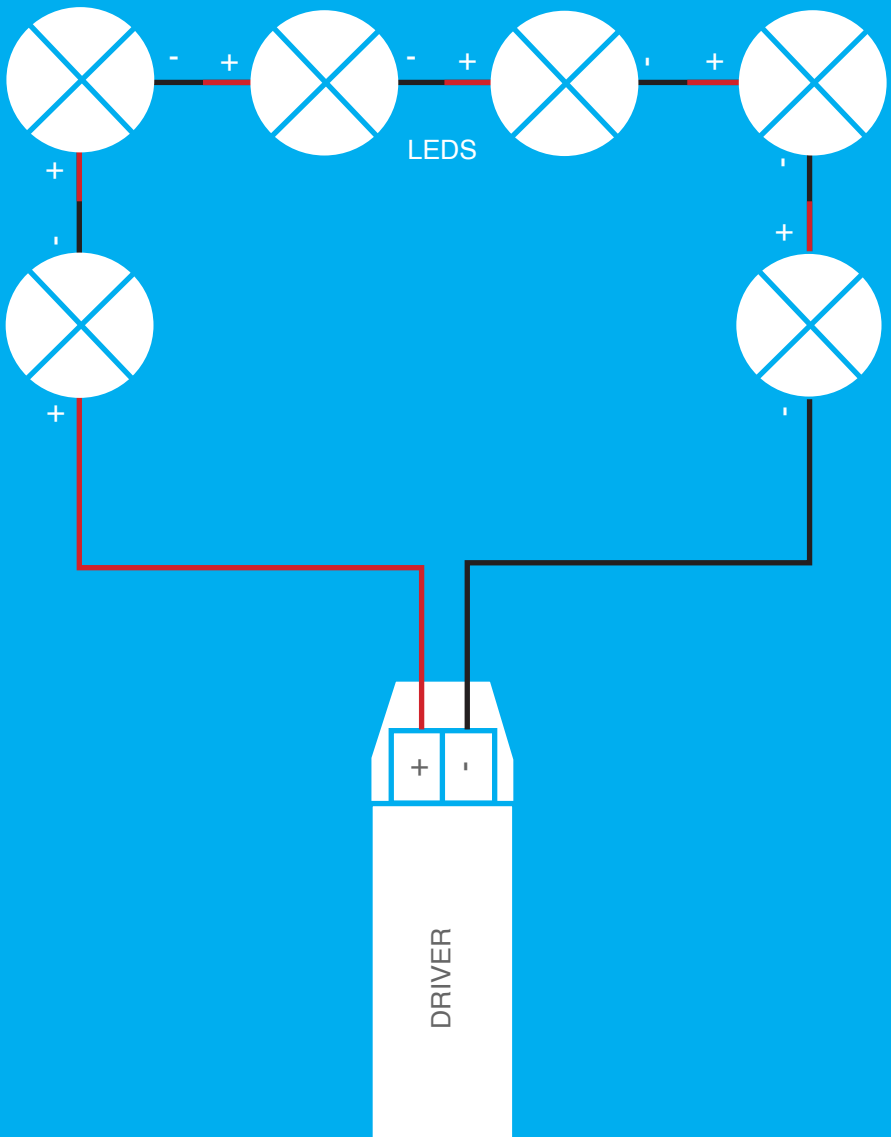 - + - + - +
LEDS
+ -
- +
+ -
+ -
DRIVER